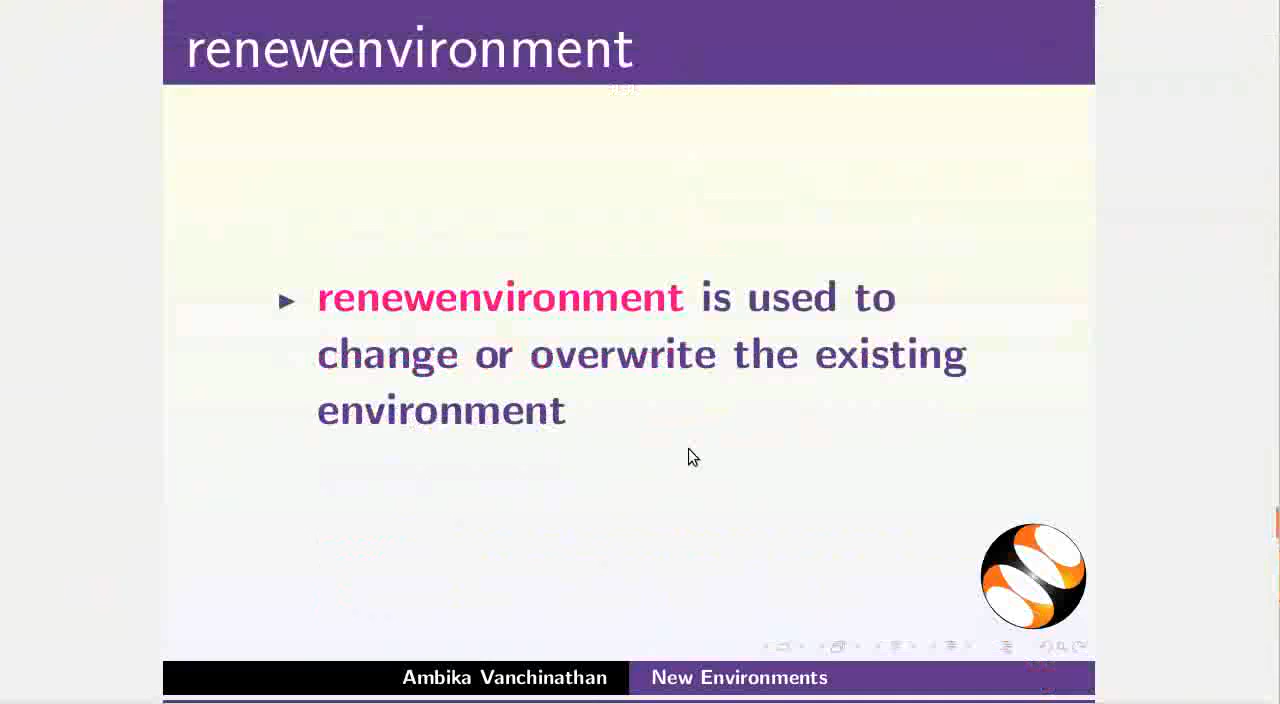 renewenvironment
renewenvironment is used to
change or overwrite the existing
environment
Ambika Vanchinathan
New Environments